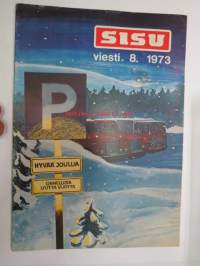 SISU
viesti. 8. 1973
P
HYVÄÄ JOULUA
ONNELLISTA UUTTA VUOTTA